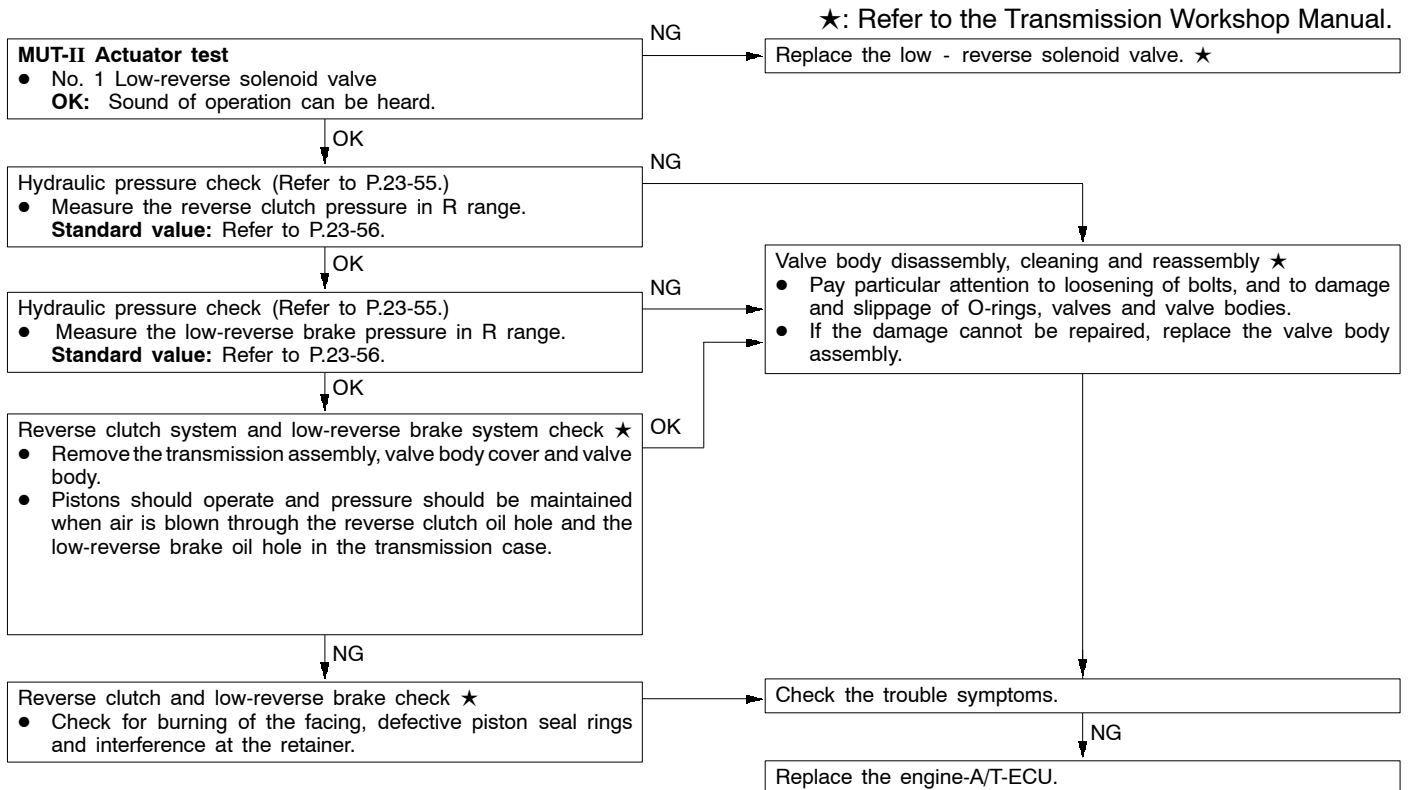 ★: Refer to the Transmission Workshop Manual.
MUT-II Actuator test
● No. 1 Low-reverse solenoid valve
OK: Sound of operation can be heard.
NG
Replace the low - reverse solenoid valve. ★
OK
Hydraulic pressure check (Refer to P.23-55.)
● Measure the reverse clutch pressure in R range.
Standard value: Refer to P.23-56.
NG
OK
Hydraulic pressure check (Refer to P.23-55.)
● Measure the low-reverse brake pressure in R range.
Standard value: Refer to P.23-56.
NG
Valve body disassembly, cleaning and reassembly ★
● Pay particular attention to loosening of bolts, and to damage
and slippage of O-rings, valves and valve bodies.
● If the damage cannot be repaired, replace the valve body
assembly.
OK
Reverse clutch system and low-reverse brake system check ★
● Remove the transmission assembly, valve body cover and valve
body.
● Pistons should operate and pressure should be maintained
when air is blown through the reverse clutch oil hole and the
low-reverse brake oil hole in the transmission case.
OK
NG
Reverse clutch and low-reverse brake check ★
● Check for burning of the facing, defective piston seal rings
and interference at the retainer.
Check the trouble symptoms.
NG
Replace the engine-A/T-ECU.